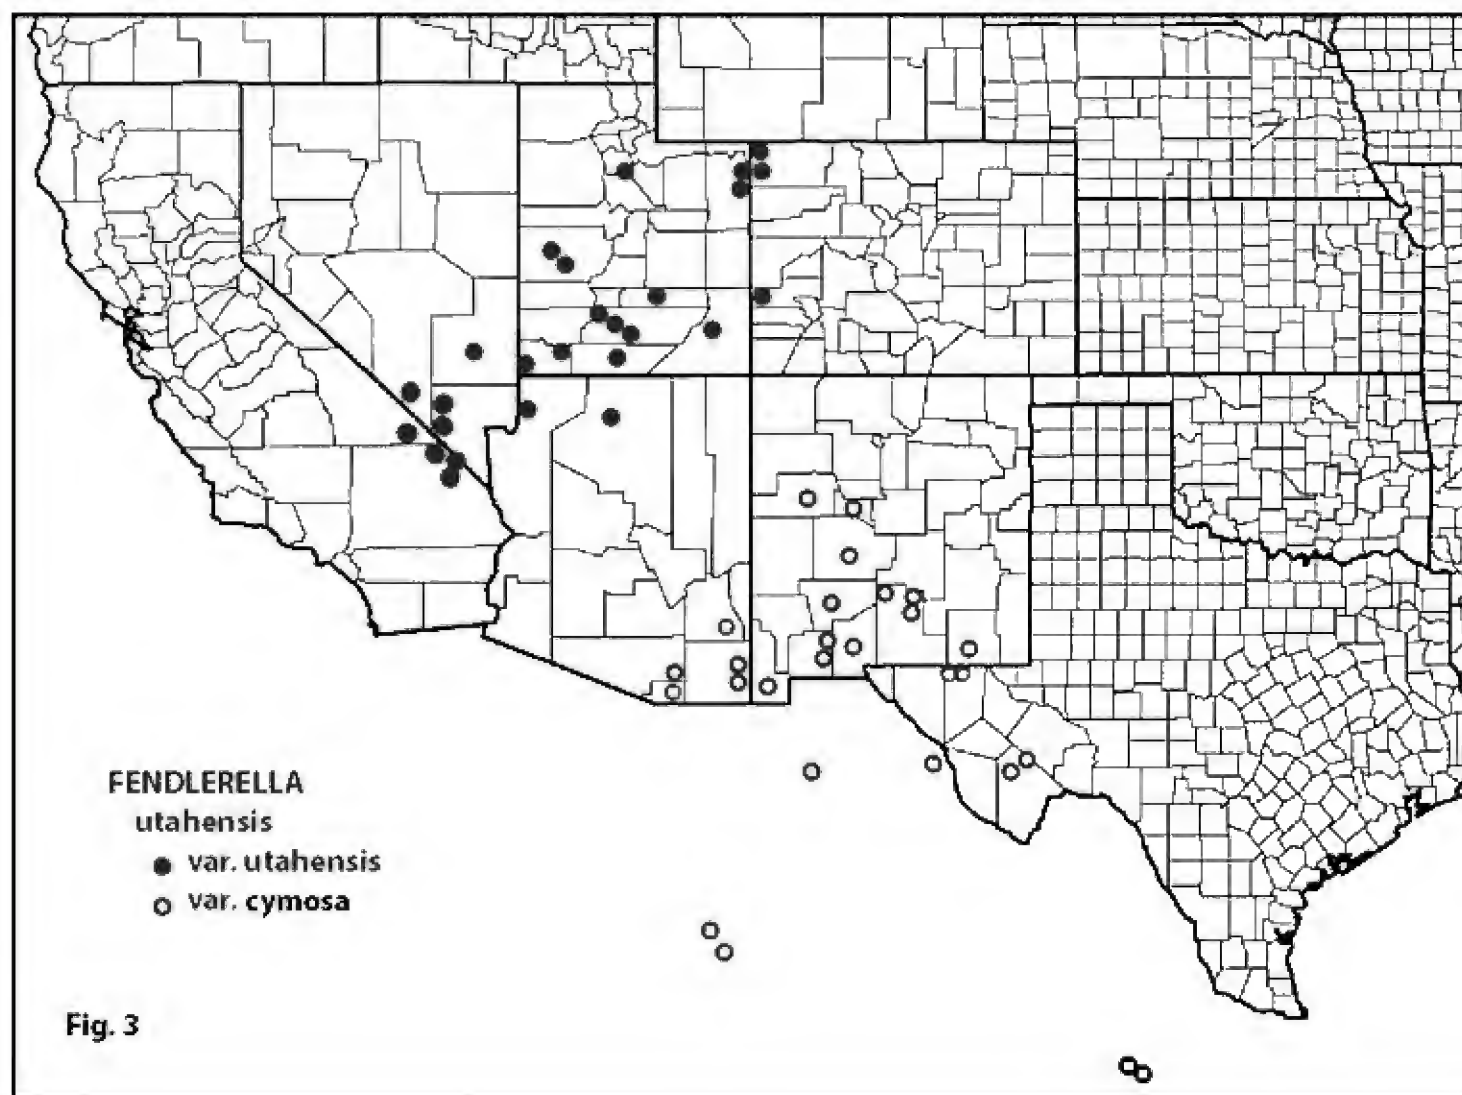 FENDLERELLA
utahensis
var. utahensis
var. cymosa
Fig. 3